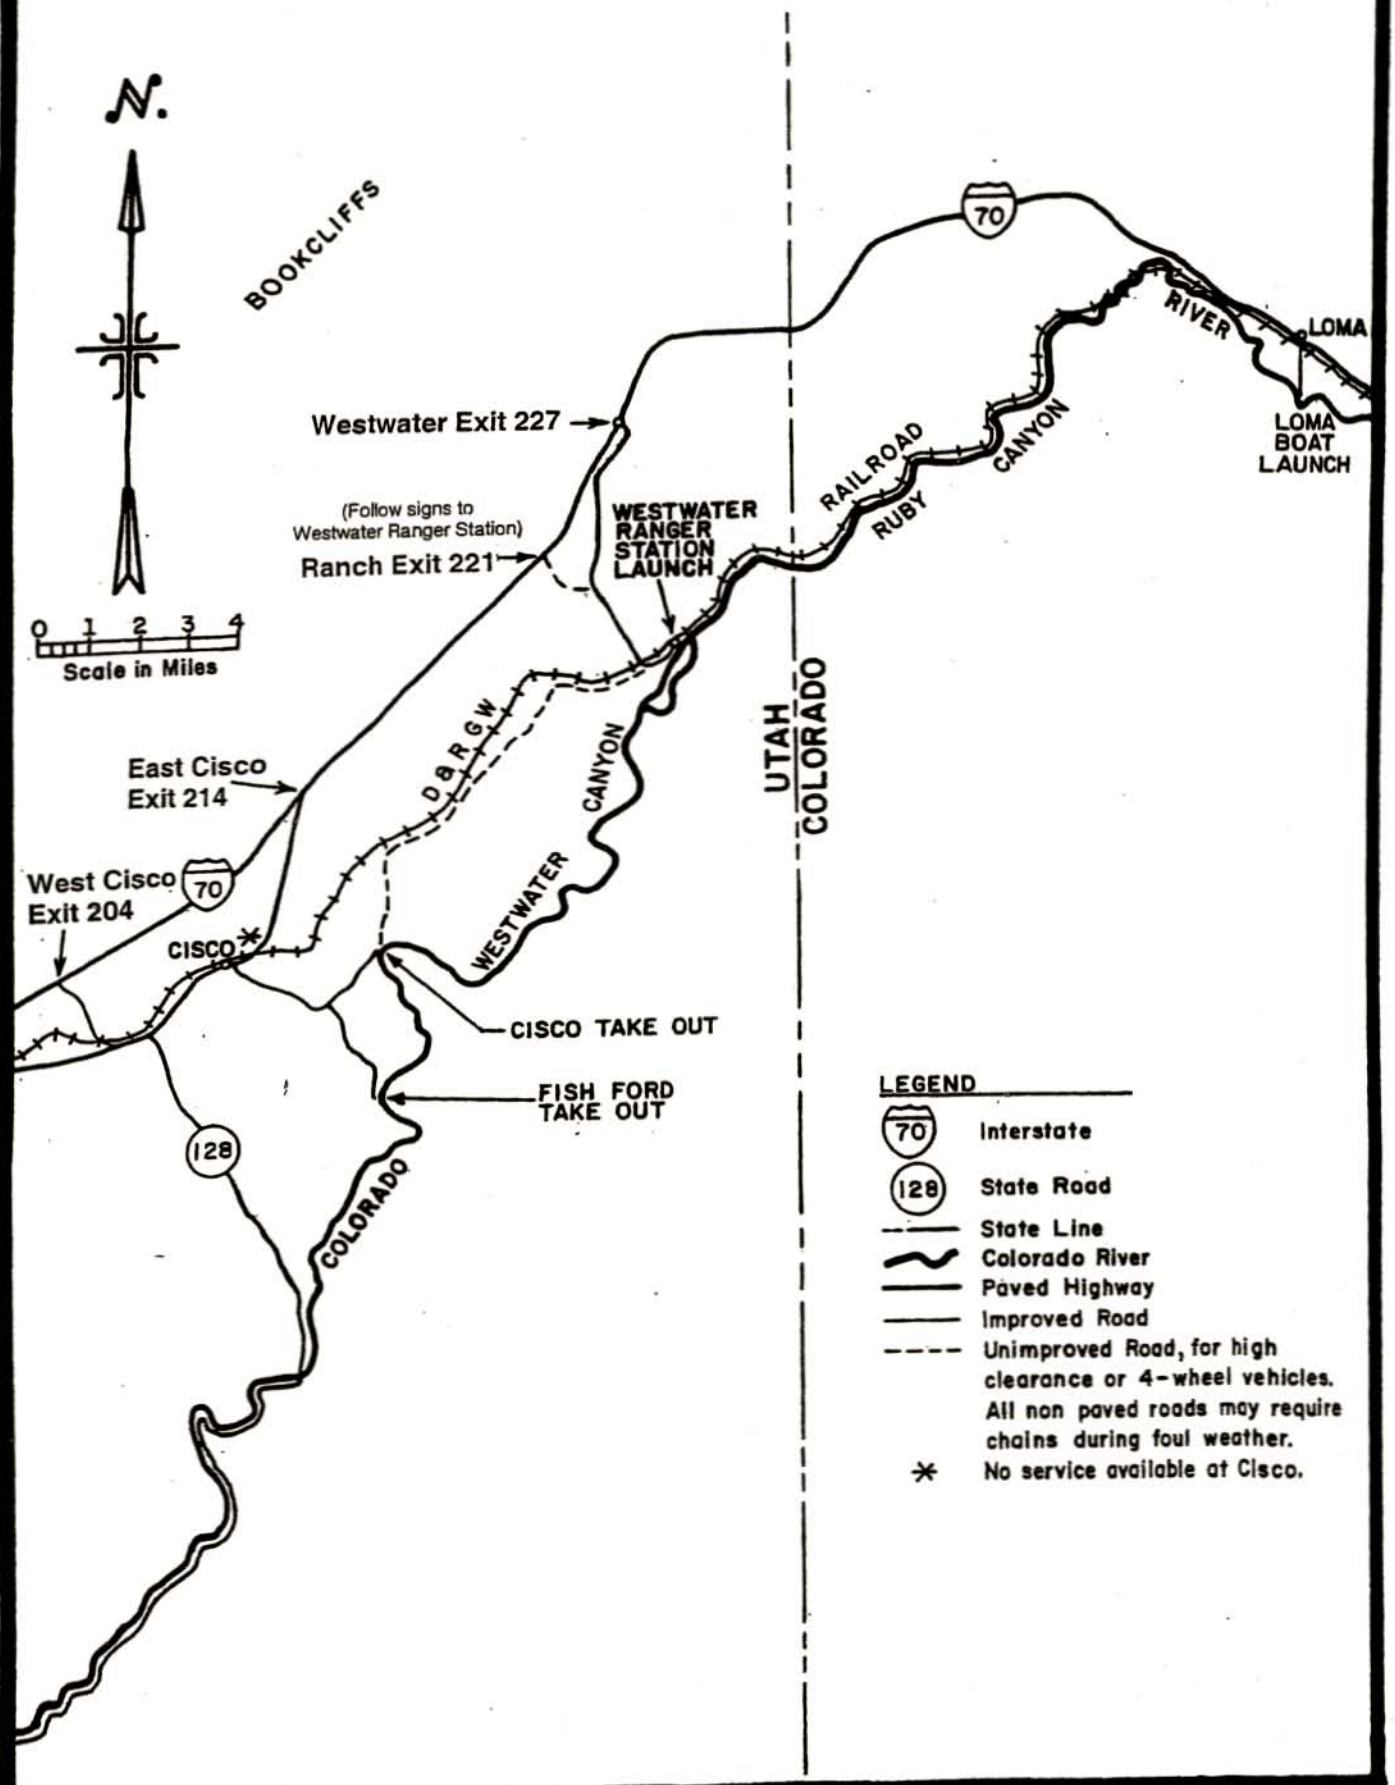 N.
BOOKCLIFFS
70
RIVER
LOMA
LOMA
BOAT
LAUNCH
Westwater Exit 227
RAILROAD
RUBY
CANYON
(Follow signs to
Westwater Ranger Station)
Ranch Exit 221
WESTWATER
RANGER
STATION
LAUNCH
0 1 2 3 4
Scale in Miles
D&RGW
UTAH
COLORADO
East Cisco
Exit 214
WESTWATER
CANYON
West Cisco
Exit 204
70
CISCO *
CISCO TAKE OUT
FISH FORD
TAKE OUT
128
COLORADO
LEGEND
70 Interstate
128 State Road
State Line
Colorado River
Paved Highway
Improved Road
Unimproved Road, for high
clearance or 4-wheel vehicles.
All non paved roads may require
chains during foul weather.
* No service available at Cisco.